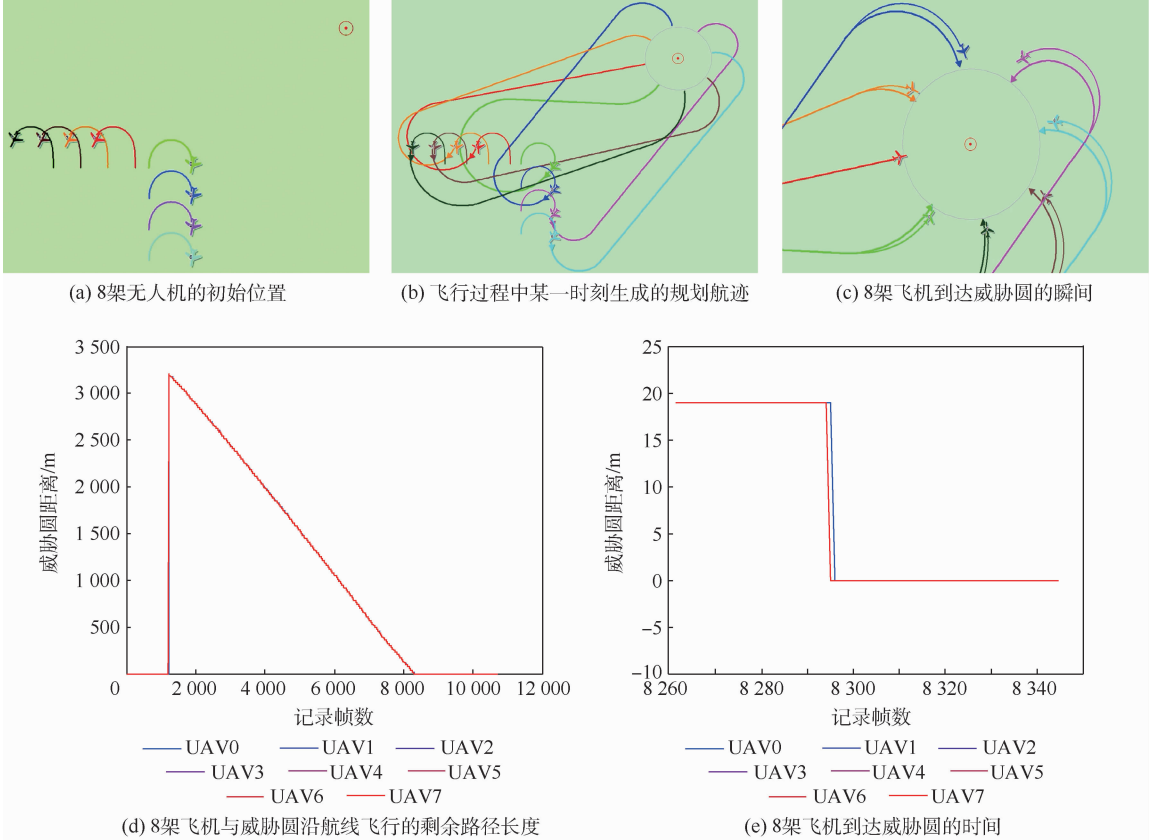 (a) 8架无人机的初始位置
(b) 飞行过程中某一时刻生成的规划航迹
(c) 8架飞机到达威胁圆的瞬间
3 500
3 000
2 500
2 000
1 500
1 000
500
威胁圆距离/m
0
2 000
4 000
6 000
8 000
10 000
12 000
记录帧数
UAV0
UAV1
UAV2
UAV3
UAV4
UAV5
UAV6
UAV7
(d) 8架飞机与威胁圆沿航线飞行的剩余路径长度
25
20
15
10
5
0
−5
−10
威胁圆距离/m
8 260
8 280
8 300
8 320
8 340
记录帧数
UAV0
UAV1
UAV2
UAV3
UAV4
UAV5
UAV6
UAV7
(e) 8架飞机到达威胁圆的时间